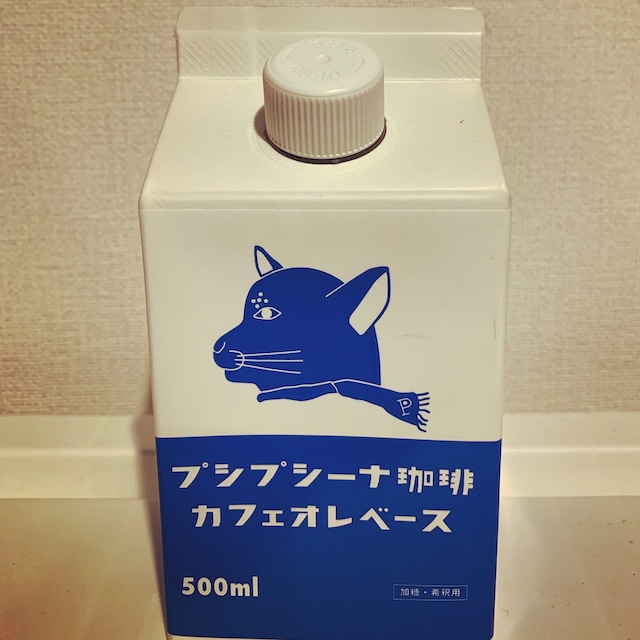 P
プシプシーナ珈琲
カフェオレベース
500ml
加糖・希釈用